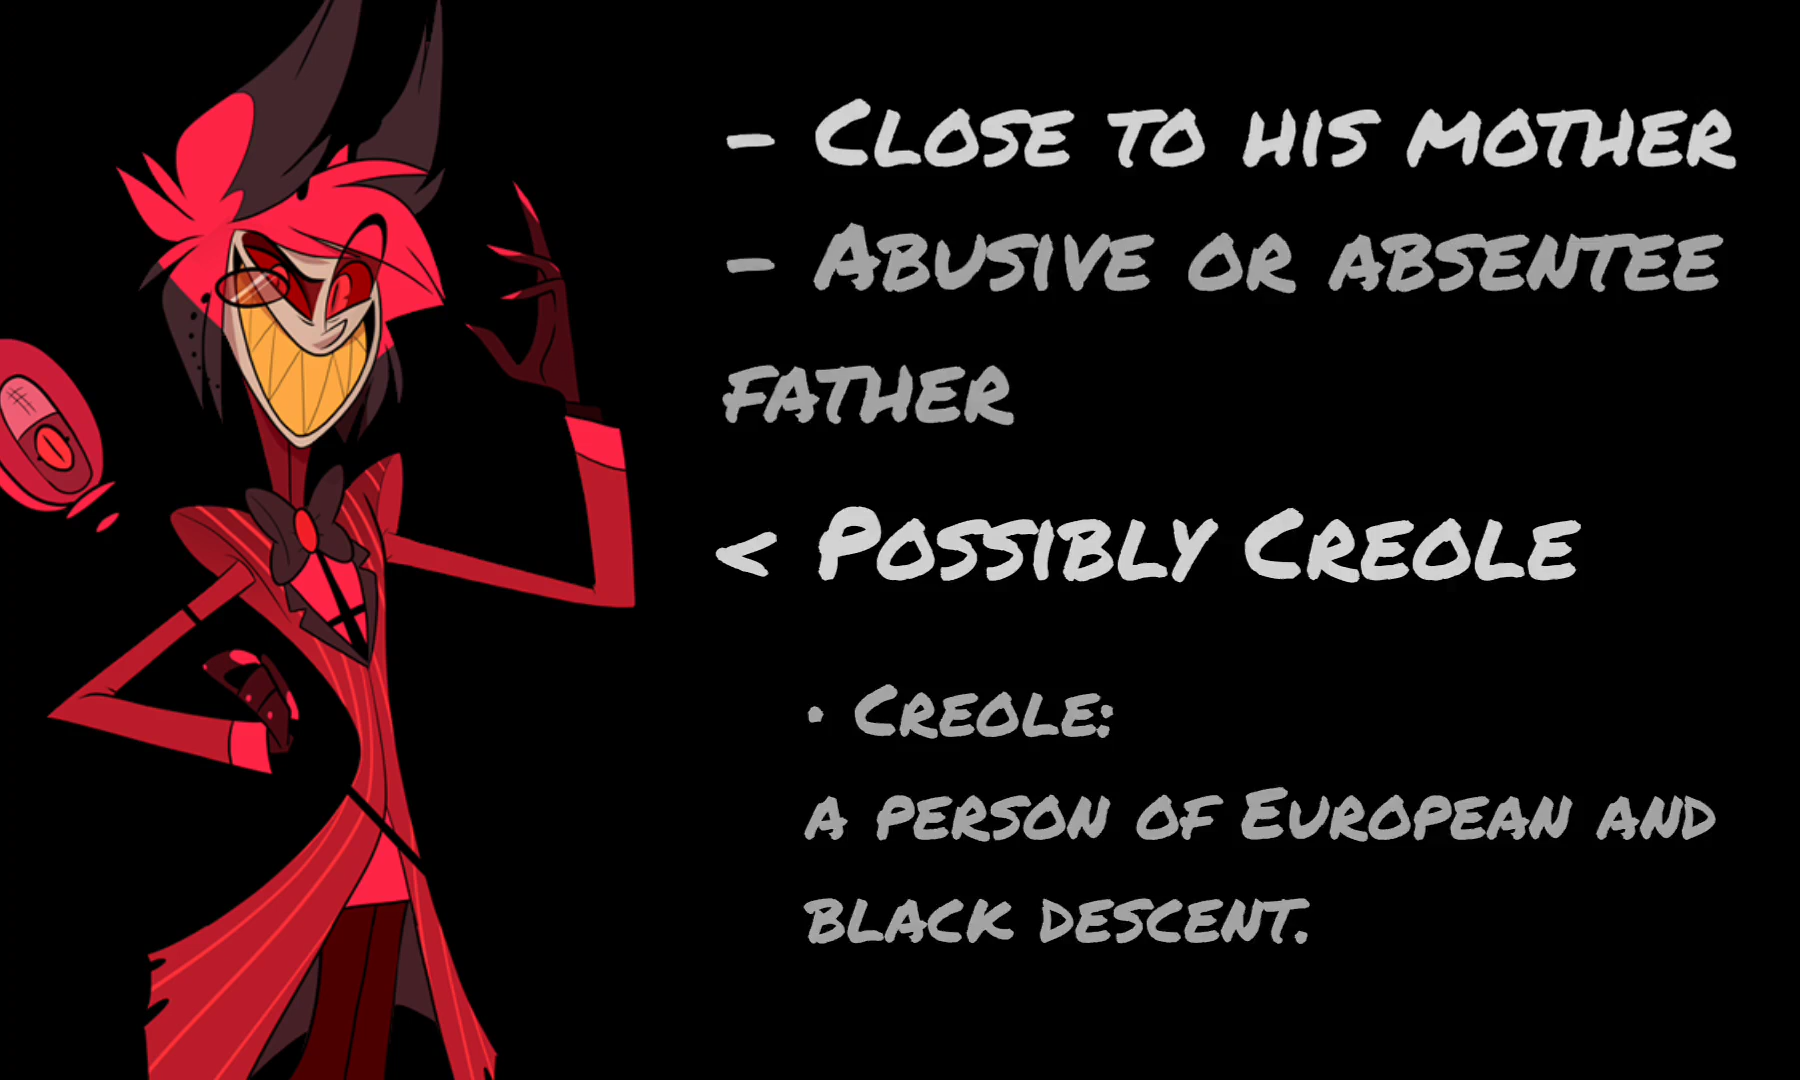 - Close to his mother
- Abusive or absentee
father
< Possibly Creole
• Creole:
a person of European and
black descent.